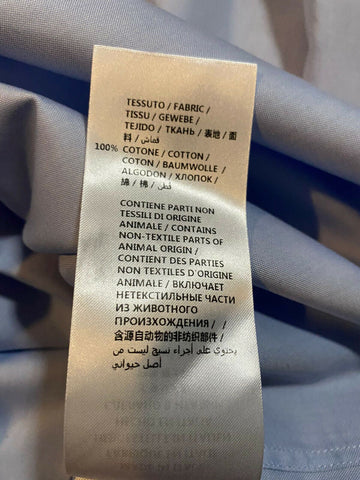 TESSUTO / FABRIC /
TISSU / GEWEBE /
TEJIDO / ТКАНЬ / 表地 / 面
料 / قماش /
100% COTONE / COTTON /
COTON / BAUMWOLLE /
ALGODON / ХЛОПОК /
綿 / 棉 / قطن /
CONTIENE PARTI NON
TESSILI DI ORIGINE
ANIMALE / CONTAINS
NON-TEXTILE PARTS OF
ANIMAL ORIGIN /
CONTIENT DES PARTIES
NON TEXTILES D'ORIGINE
ANIMALE / ВКЛЮЧАЕТ
НЕТЕКСТИЛЬНЫЕ ЧАСТИ
ИЗ ЖИВОТНОГО
ПРОИСХОЖДЕНИЯ / /
含源自动物的非纺织部件 /
يحتوي على أجزاء نسيج ليست من
أصل حيواني